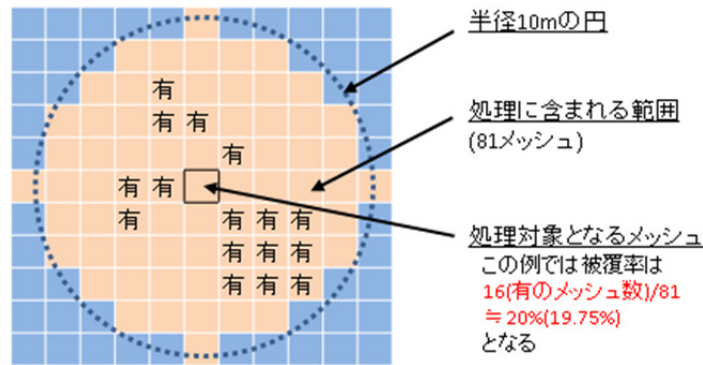 半径10mの円
有
処理に含まれる範囲
有 有
(81メッシュ)
有
有 有
有
有 有 有
処理対象となるメッシュ
有 有 有
この例では被覆率は
有 有 有
16(有のメッシュ数)/81
≒20%(19.75%)
となる